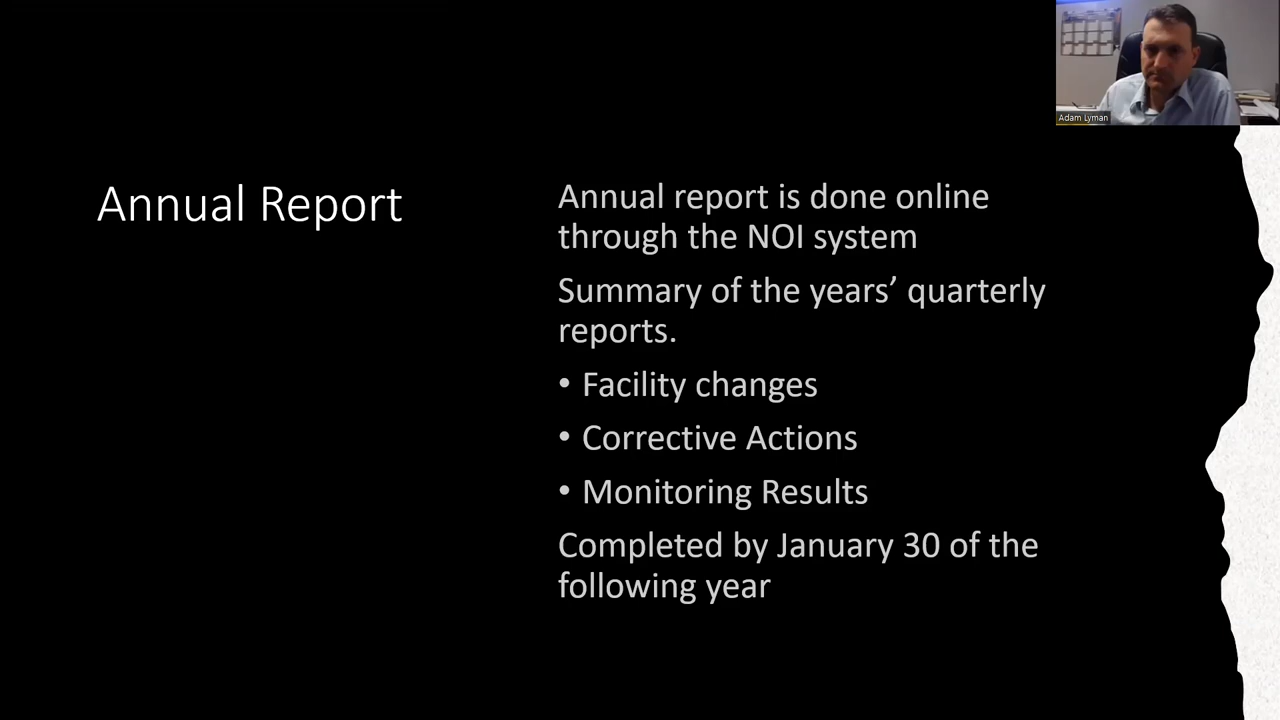 Adam Lyman
Annual Report
Annual report is done online
through the NOI system
Summary of the years’ quarterly
reports.
• Facility changes
• Corrective Actions
• Monitoring Results
Completed by January 30 of the
following year